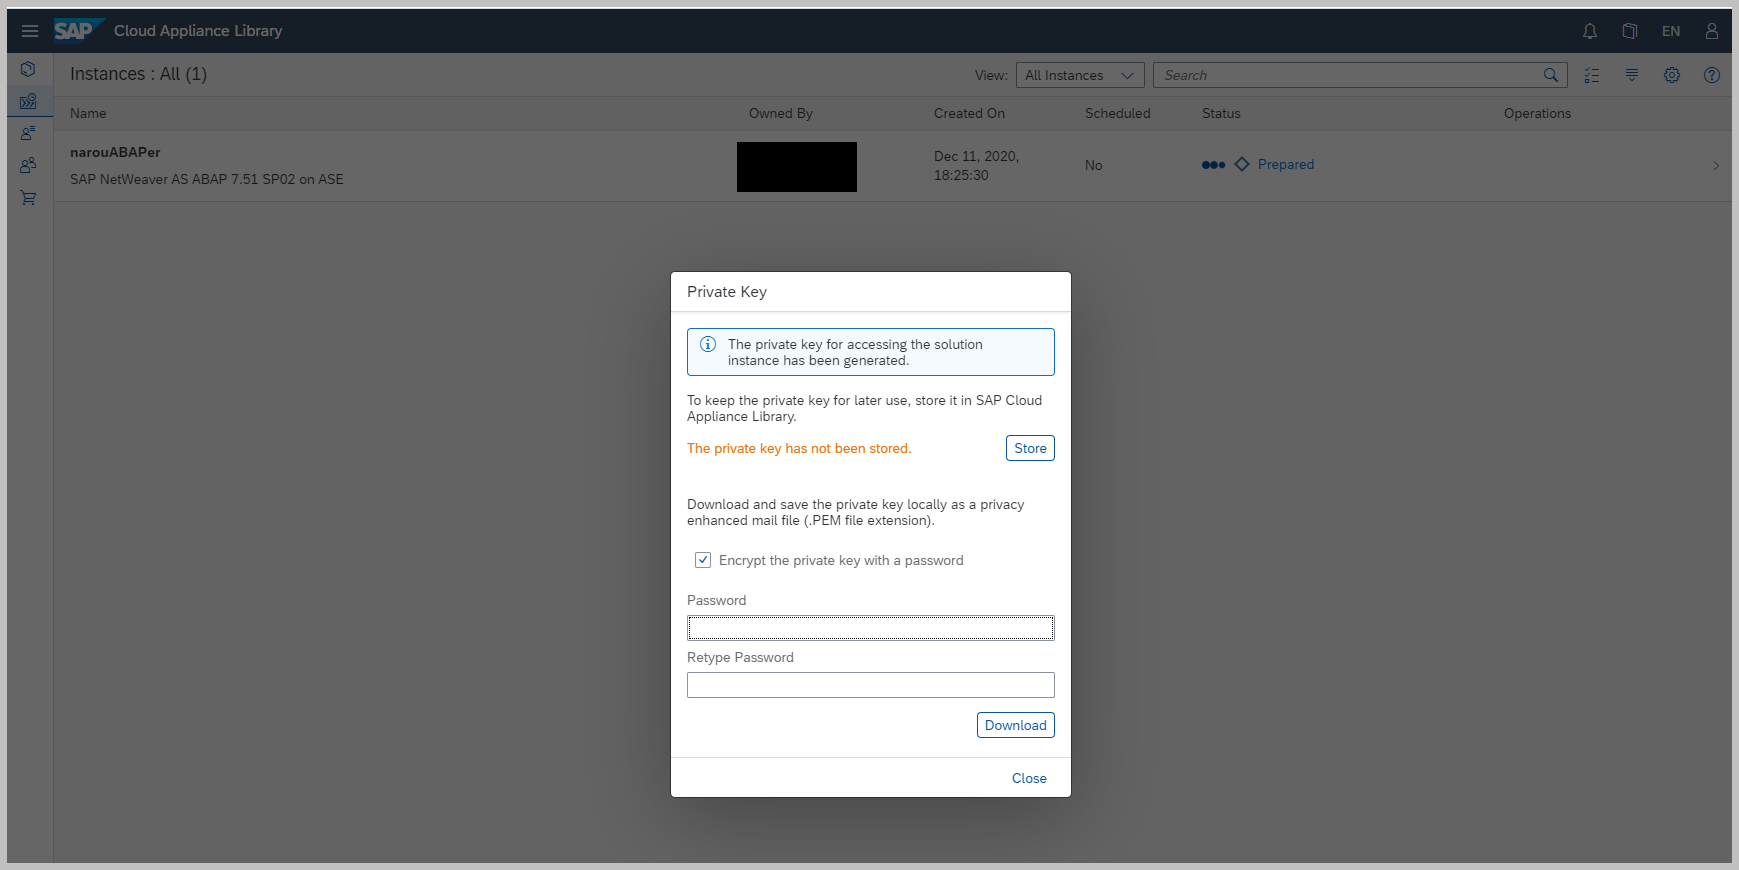 SAP Cloud Appliance Library EN
Instances : All (1) View: All Instances Search
Name Owned By Created On Scheduled Status Operations
narouABAPer
SAP NetWeaver AS ABAP 7.51 SP02 on ASE
Dec 11, 2020,
18:25:30
No
Prepared
Private Key
The private key for accessing the solution
instance has been generated.
To keep the private key for later use, store it in SAP Cloud
Appliance Library.
The private key has not been stored. Store
Download and save the private key locally as a privacy
enhanced mail file (.PEM file extension).
Encrypt the private key with a password
Password
Retype Password
Download
Close